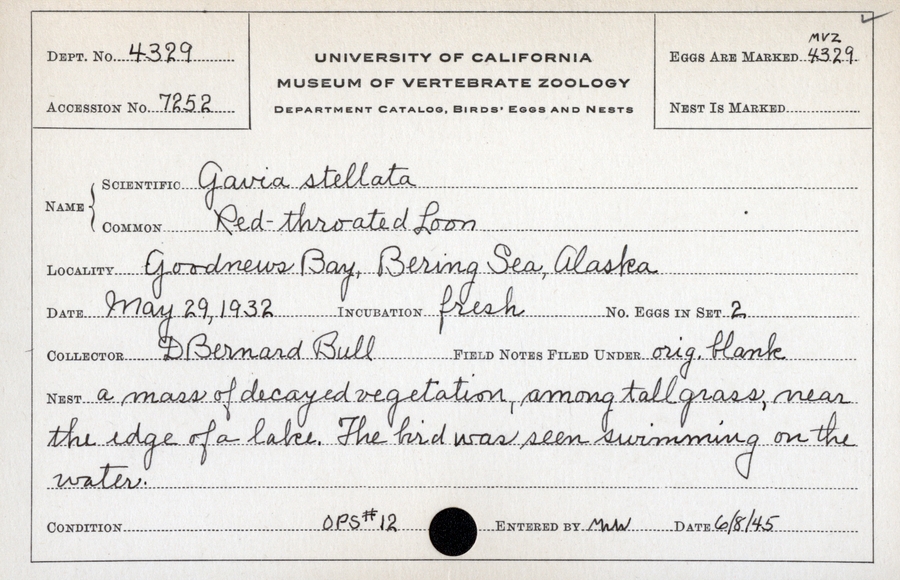 Dept. No. 4329
Accession No. 7252
UNIVERSITY OF CALIFORNIA
MUSEUM OF VERTEBRATE ZOOLOGY
Department Catalog, Birds' Eggs and Nests
MVZ
Eggs Are Marked 4329
Nest Is Marked
Name
Scientific Gavia stellata
Common Red-throated Loon
Locality Goodnews Bay, Bering Sea, Alaska
Date May 29, 1932 Incubation fresh No. Eggs in Set 2
Collector D Bernard Bull Field Notes Filed Under orig. blank
Nest a mass of decayed vegetation, among tall grass, near
the edge of a lake. The bird was seen swimming on the
water.
Condition OPS#12 Entered by Date 6/8/45